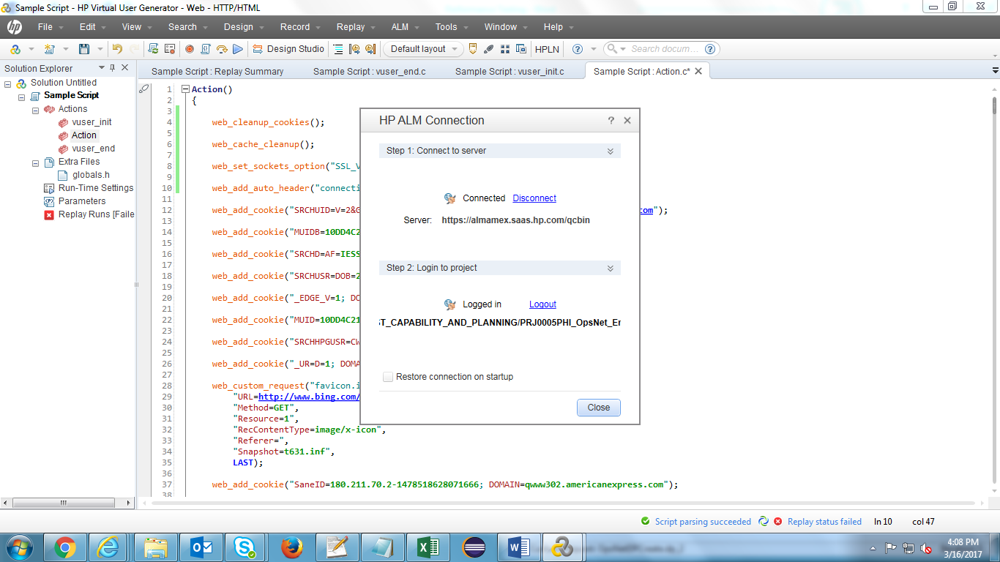 Sample Script - HP Virtual User Generator - Web - HTTP/HTML
hp File Edit View Search Design Record Replay ALM Tools Window Help
Design Studio Default layout HPLN Search docum...
Solution Explorer
Solution Untitled
Sample Script
Actions
vuser_init
Action
vuser_end
Extra Files
globals.h
Run-Time Settings
Parameters
Replay Runs [Faile
Sample Script : Replay Summary Sample Script : vuser_end.c Sample Script : vuser_init.c Sample Script : Action.c*
1 Action()
2 {
3
4 web_cleanup_cookies();
5
6 web_cache_cleanup();
7
8 web_set_sockets_option("SSL_V
9
10 web_add_auto_header("connecti
11
12 web_add_cookie("SRCHUID=V=2&G com");
13
14 web_add_cookie("MUIDB=10DD4C2
15
16 web_add_cookie("SRCHD=AF=IESS
17
18 web_add_cookie("SRCHUSR=DOB=2
19
20 web_add_cookie("_EDGE_V=1; DO
21
22 web_add_cookie("MUID=10DD4C21
23
24 web_add_cookie("SRCHHPGUSR=CW
25
26 web_add_cookie("_UR=D=1; DOMA
27
28 web_custom_request("favicon.i
29 "URL=http://www.bing.com/
30 "Method=GET",
31 "Resource=1",
32 "RecContentType=image/x-icon",
33 "Referer=",
34 "Snapshot=t631.inf",
35 LAST);
36
37 web_add_cookie("SaneID=180.211.70.2-1478518628071666; DOMAIN=qwww302.americanexpress.com");
38
HP ALM Connection
Step 1: Connect to server
Connected Disconnect
Server: https://almamex.saas.hp.com/qcbin
Step 2: Login to project
Logged in Logout
ST_CAPABILITY_AND_PLANNING/PRJ0005PHI_OpsNet_En
Restore connection on startup
Close
Script parsing succeeded Replay status failed ln 10 col 47
4:08 PM
3/16/2017